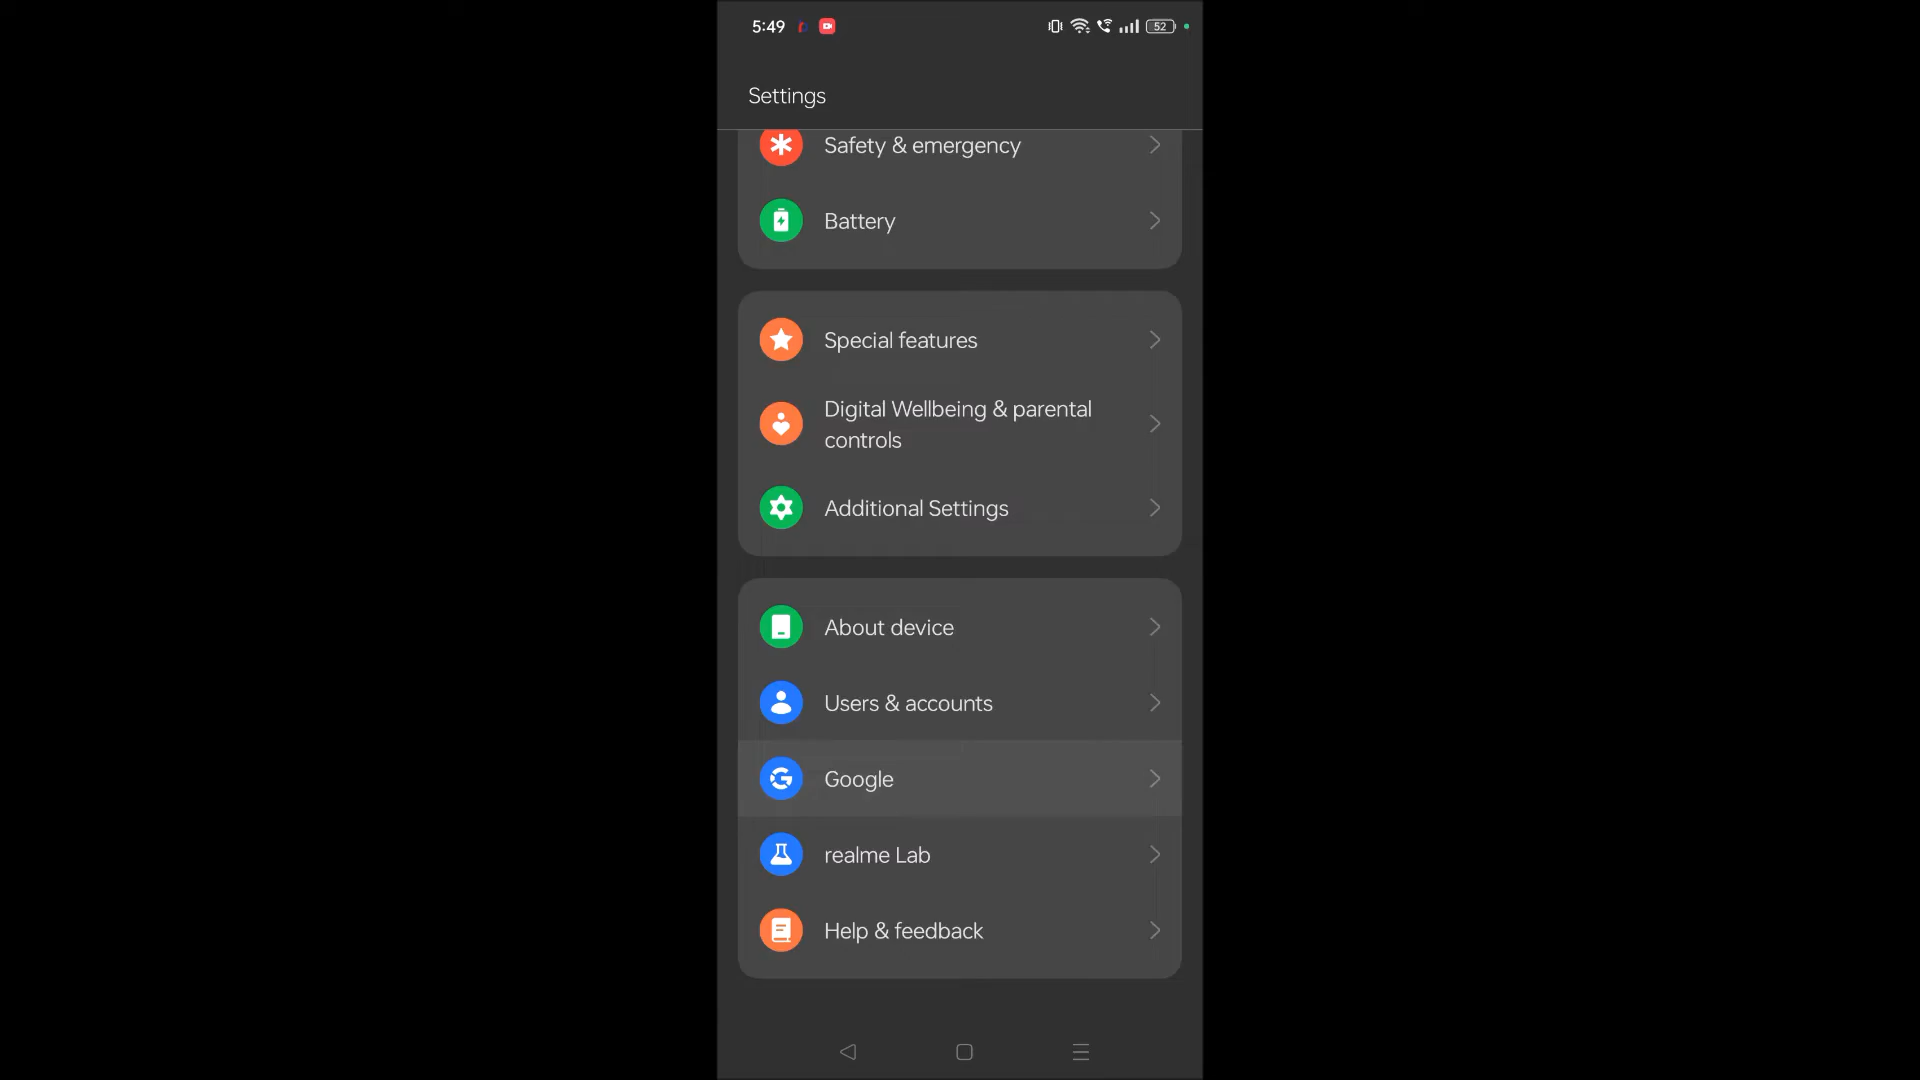 5:49
52
Settings
Safety & emergency
Battery
Special features
Digital Wellbeing & parental
controls
Additional Settings
About device
Users & accounts
Google
realme Lab
Help & feedback